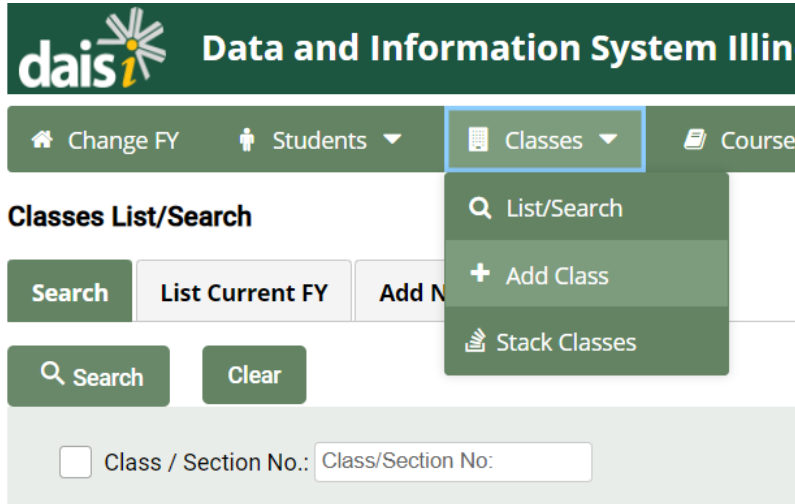 daisi Data and Information System Illin
Change FY Students Classes Course
List/Search
Classes List/Search
Add Class
Search List Current FY Add N
Stack Classes
Search Clear
Class / Section No.: Class/Section No: